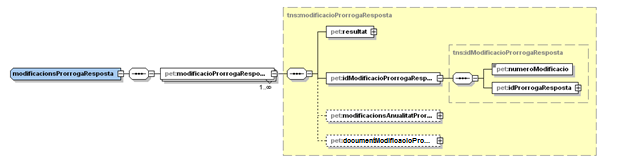 tns:modificacioProrrogaResposta
pet:resultat
tns:idModificacioProrrogaResposta
modificacionsProrrogaResposta
pet:modificacioProrrogaRespo...
1..∞
pet:idModificacioProrrogaResp...
pet:numeroModificacio
pet:idProrrogaResposta
pet:modificacionsAnualitatPror...
pet:documentModificacioPro...